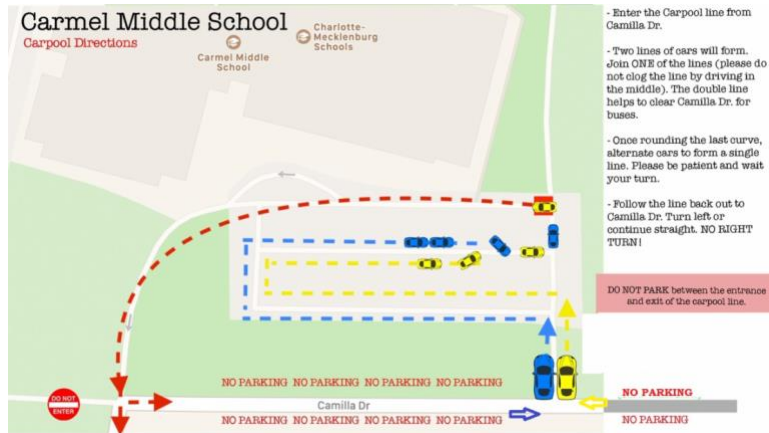 Carmel Middle School
Carpool Directions
Carmel Middle
School
Charlotte-
Mecklenburg
Schools
- Enter the Carpool line from
Camilla Dr.
- Two lines of cars will form.
Join ONE of the lines (please do
not clog the line by driving in
the middle). The double line
helps to clear Camilla Dr. for
buses.
- Once rounding the last curve,
alternate cars to form a single
line. Please be patient and wait
your turn.
- Follow the line back out to
Camilla Dr. Turn left or
continue straight. NO RIGHT
TURN!
DO NOT PARK between the entrance
and exit of the carpool line.
NO PARKING NO PARKING NO PARKING NO PARKING
NO PARKING
DO NOT
ENTER
Camilla Dr
NO PARKING NO PARKING NO PARKING NO PARKING
NO PARKING